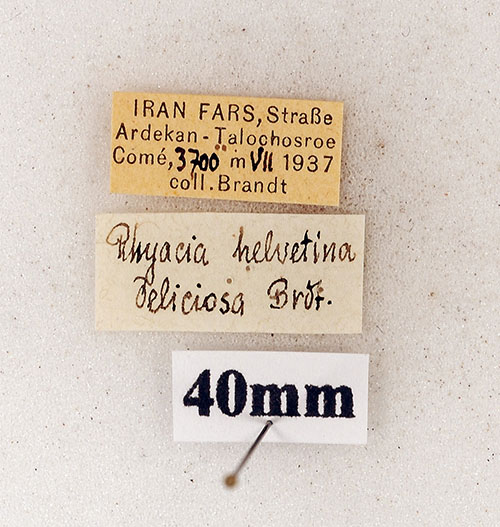 IRAN FARS, Straße
Ardekan - Talochosroe
Comé, 3700 m VII 1937
coll. Brandt
Rhyacia helvetina
deliciosa Brdt.
40mm